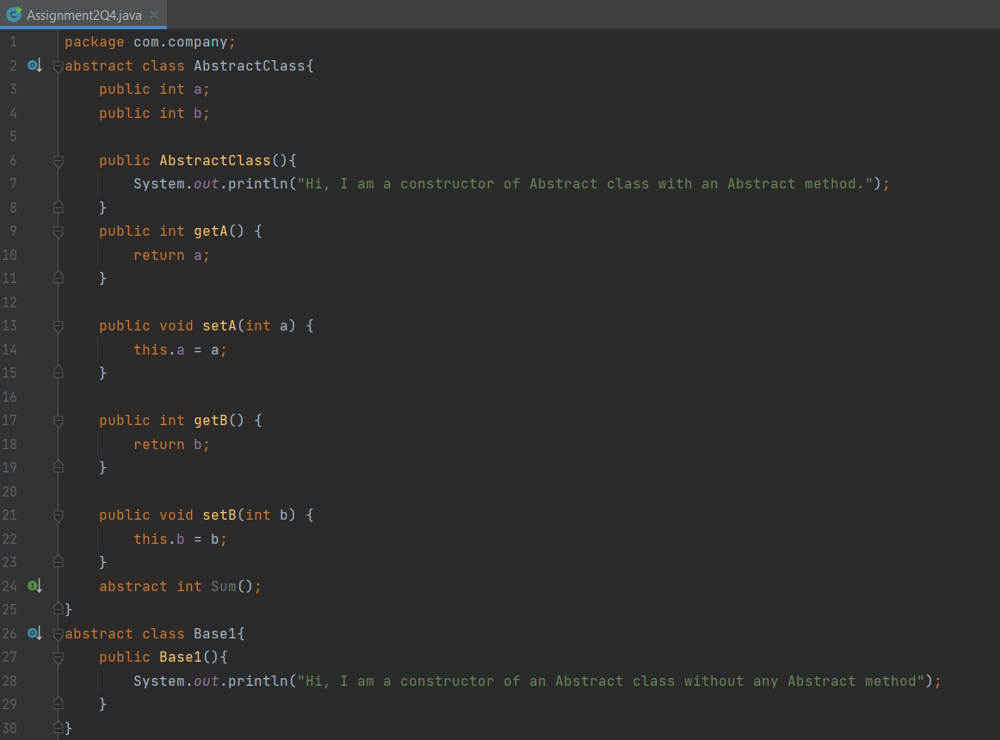 Assignment2Q4.java
1 package com.company;
2 abstract class AbstractClass{
3     public int a;
4     public int b;
5
6     public AbstractClass(){
7         System.out.println("Hi, I am a constructor of Abstract class with an Abstract method.");
8     }
9     public int getA() {
10         return a;
11     }
12
13     public void setA(int a) {
14         this.a = a;
15     }
16
17     public int getB() {
18         return b;
19     }
20
21     public void setB(int b) {
22         this.b = b;
23     }
24     abstract int Sum();
25 }
26 abstract class Base1{
27     public Base1(){
28         System.out.println("Hi, I am a constructor of an Abstract class without any Abstract method");
29     }
30 }